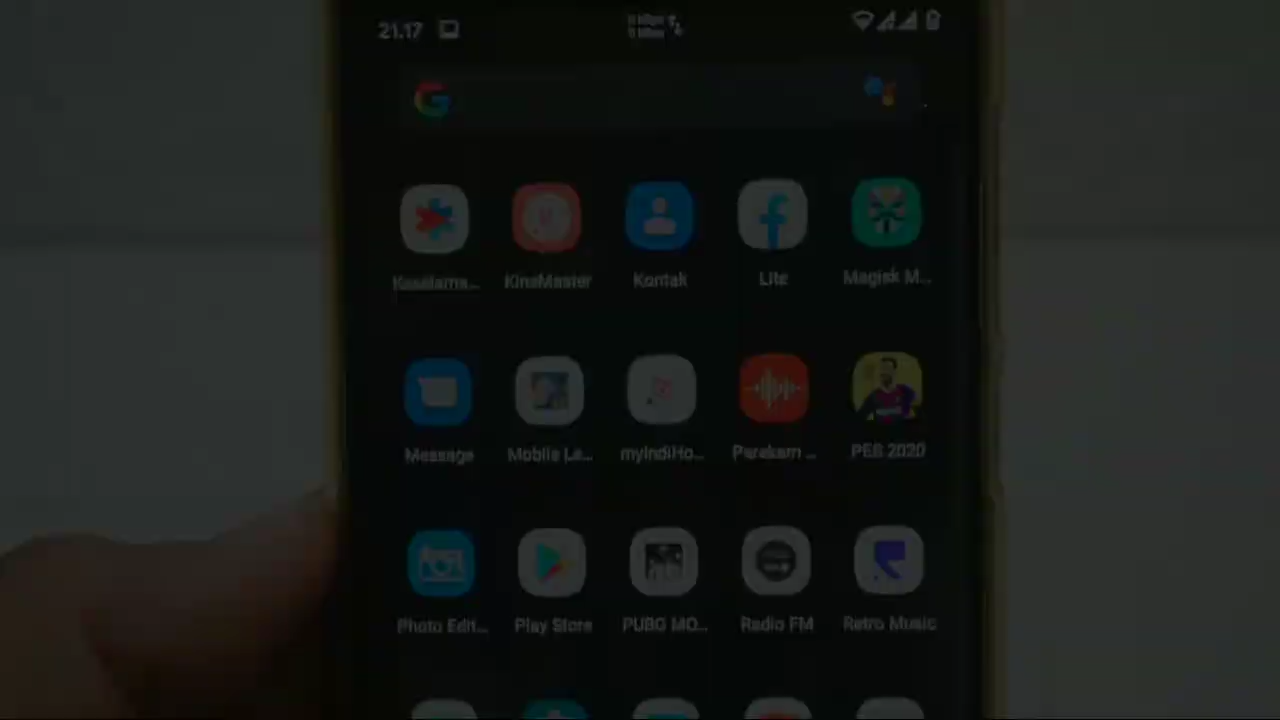 21.17
Keselama...
KineMaster
Kontak
Lite
Magisk M...
Message
Mobile Le...
myIndiHo...
Perekam ...
PES 2020
Photo Edit...
Play Store
PUBG MO...
Radio FM
Retro Music